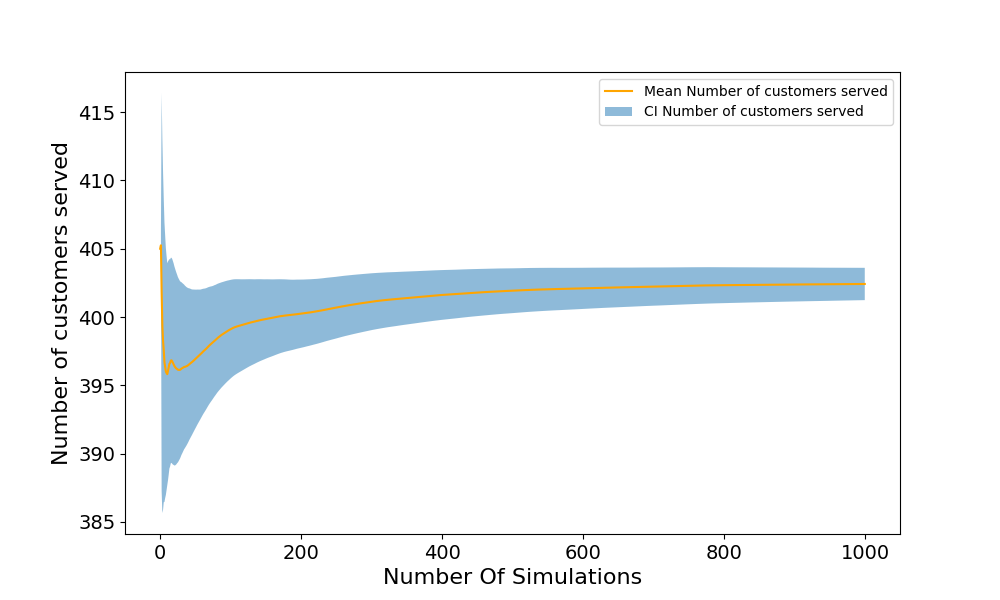 Mean Number of customers served
CI Number of customers served
Number of customers served
415
410
405
400
395
390
385
0 200 400 600 800 1000
Number Of Simulations